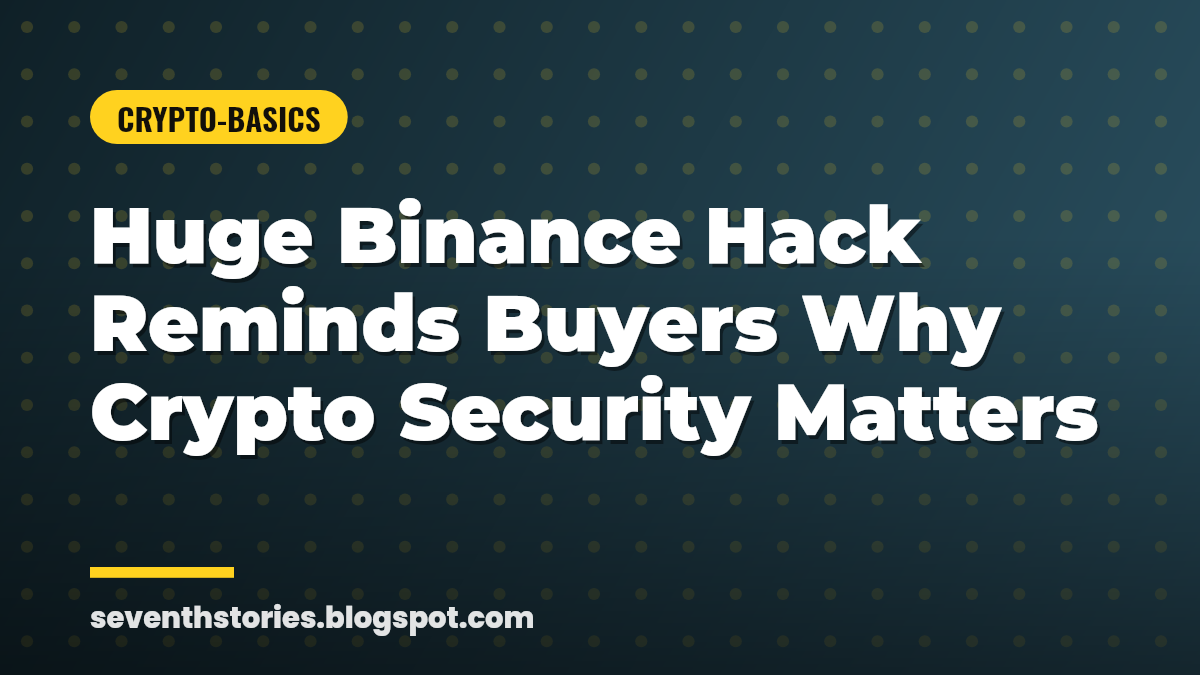 CRYPTO-BASICS
Huge Binance Hack
Reminds Buyers Why
Crypto Security Matters
seventhstories.blogspot.com